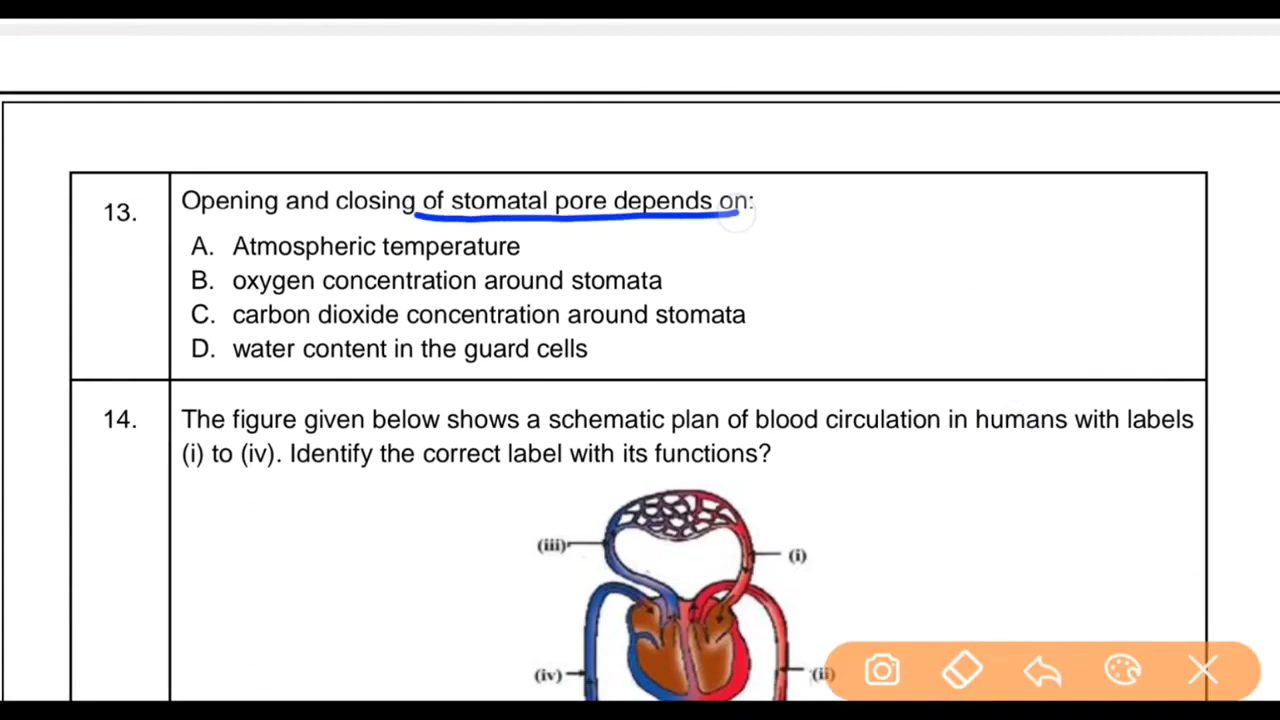 13.
Opening and closing of stomatal pore depends on:
A. Atmospheric temperature
B. oxygen concentration around stomata
C. carbon dioxide concentration around stomata
D. water content in the guard cells
14.
The figure given below shows a schematic plan of blood circulation in humans with labels
(i) to (iv). Identify the correct label with its functions?
(iii)
(i)
(iv)
(ii)